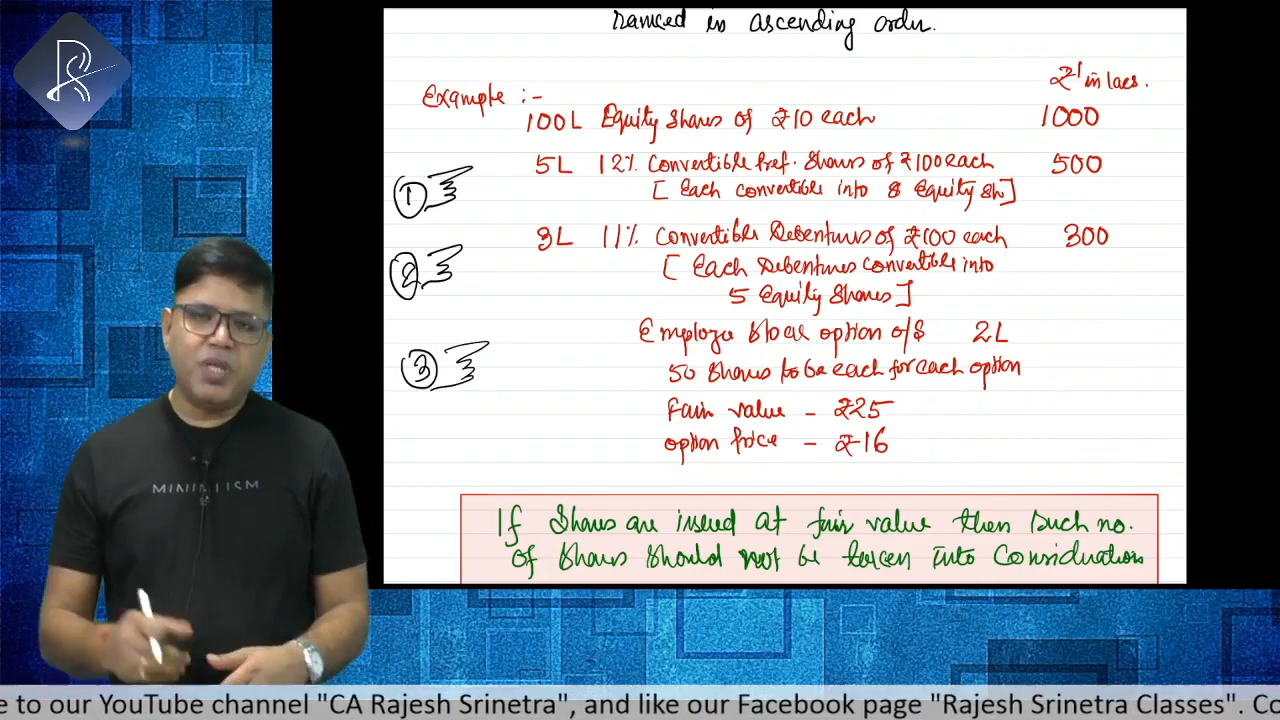 Ranked in ascending order.
₹ in lacs.
Example :-
100L Equity Shares of ₹10 each 1000
① 5L 12% Convertible Pref. Shares of ₹100 each 500
[ Each convertible into 8 Equity Sh ]
② 3L 11% Convertible Debentures of ₹100 each 300
[ Each Debentures convertible into
5 Equity Shares ]
Employee Stock option o/s 2L
③ 50 Shares to be each for each option
Fair value - ₹25
option price - ₹16
If Shares are issued at fair value then such no.
of Shares Should not be taken into Consideration
MINIMLISM
e to our YouTube channel "CA Rajesh Srinetra", and like our Facebook page "Rajesh Srinetra Classes". Co